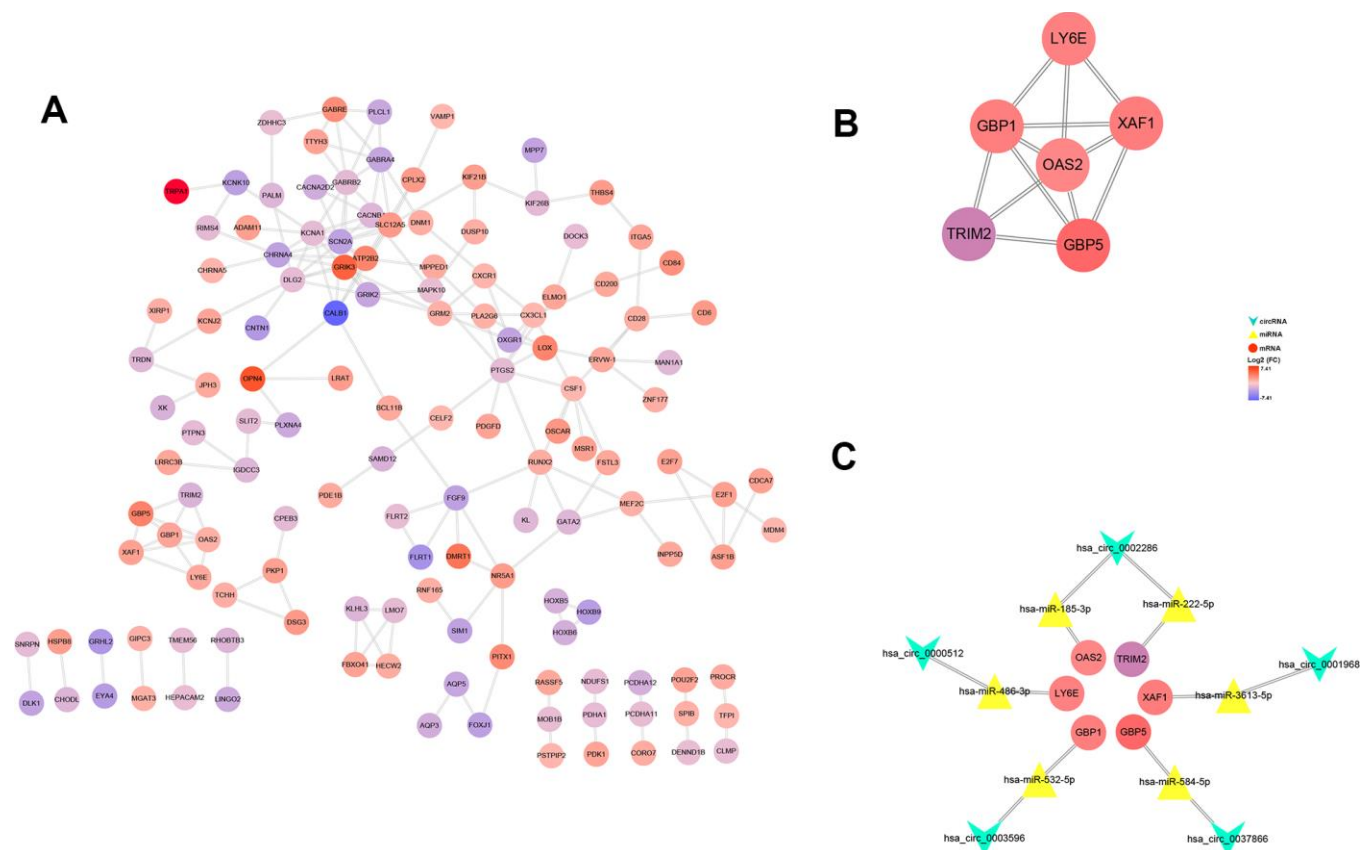 A
ZDHHC3
GABRE
PLCL1
VAMP1
TTYH3
GABRA4
MPP7
TRPA1
KCNK10
PALM
CACNA2D2
GABRB2
CPLX2
KIF21B
KIF26B
THBS4
RIMS4
ADAM11
KCNA1
SLC12A5
DNM1
DUSP10
DOCK3
ITGA5
CHRNA4
SCN2A
ATP2B2
CHRNA5
DLG2
GRIK3
MPPED1
CXCR1
CD84
GRIK2
MAPK10
ELMO1
CD200
XIRP1
KCNJ2
CNTN1
CALB1
GRM2
PLA2G6
CX3CL1
CD28
CD6
TRDN
OXGR1
LOX
ERVW-1
MAN1A1
JPH3
OPN4
LRAT
PTGS2
XK
BCL11B
CELF2
CSF1
ZNF177
SLIT2
PLXNA4
PDGFD
OSCAR
MSR1
PTPN3
LRRC3B
IGDCC3
SAMD12
RUNX2
FSTL3
E2F7
CDCA7
TRIM2
PDE1B
FGF9
MEF2C
E2F1
GBP5
GBP1
OAS2
CPEB3
FLRT2
KL
GATA2
MDM4
XAF1
LY6E
PKP1
FLRT1
DMRT1
INPP5D
ASF1B
TCHH
DSG3
RNF165
NR5A1
KLHL3
LMO7
HOXB5
HOXB9
SNRPN
HSPB8
GRHL2
GIPC3
TMEM56
RHOBTB3
SIM1
HOXB6
FBXO41
HECW2
PITX1
DLK1
CHODL
EYA4
MGAT3
HEPACAM2
LINGO2
AQP5
RASSF5
NDUFS1
PCDHA12
POU2F2
PROCR
AQP3
FOXJ1
MOB1B
PDHA1
PCDHA11
SPIB
TFPI
PSTPIP2
PDK1
CORO7
DENND1B
CLMP
B
LY6E
GBP1
XAF1
OAS2
TRIM2
GBP5
circRNA
miRNA
mRNA
Log2 (FC)
7.41
-7.41
C
hsa_circ_0002286
hsa-miR-185-3p
hsa-miR-222-5p
hsa_circ_0000512
OAS2
TRIM2
hsa_circ_0001968
hsa-miR-486-3p
LY6E
XAF1
hsa-miR-3613-5p
GBP1
GBP5
hsa-miR-532-5p
hsa-miR-584-5p
hsa_circ_0003596
hsa_circ_0037866